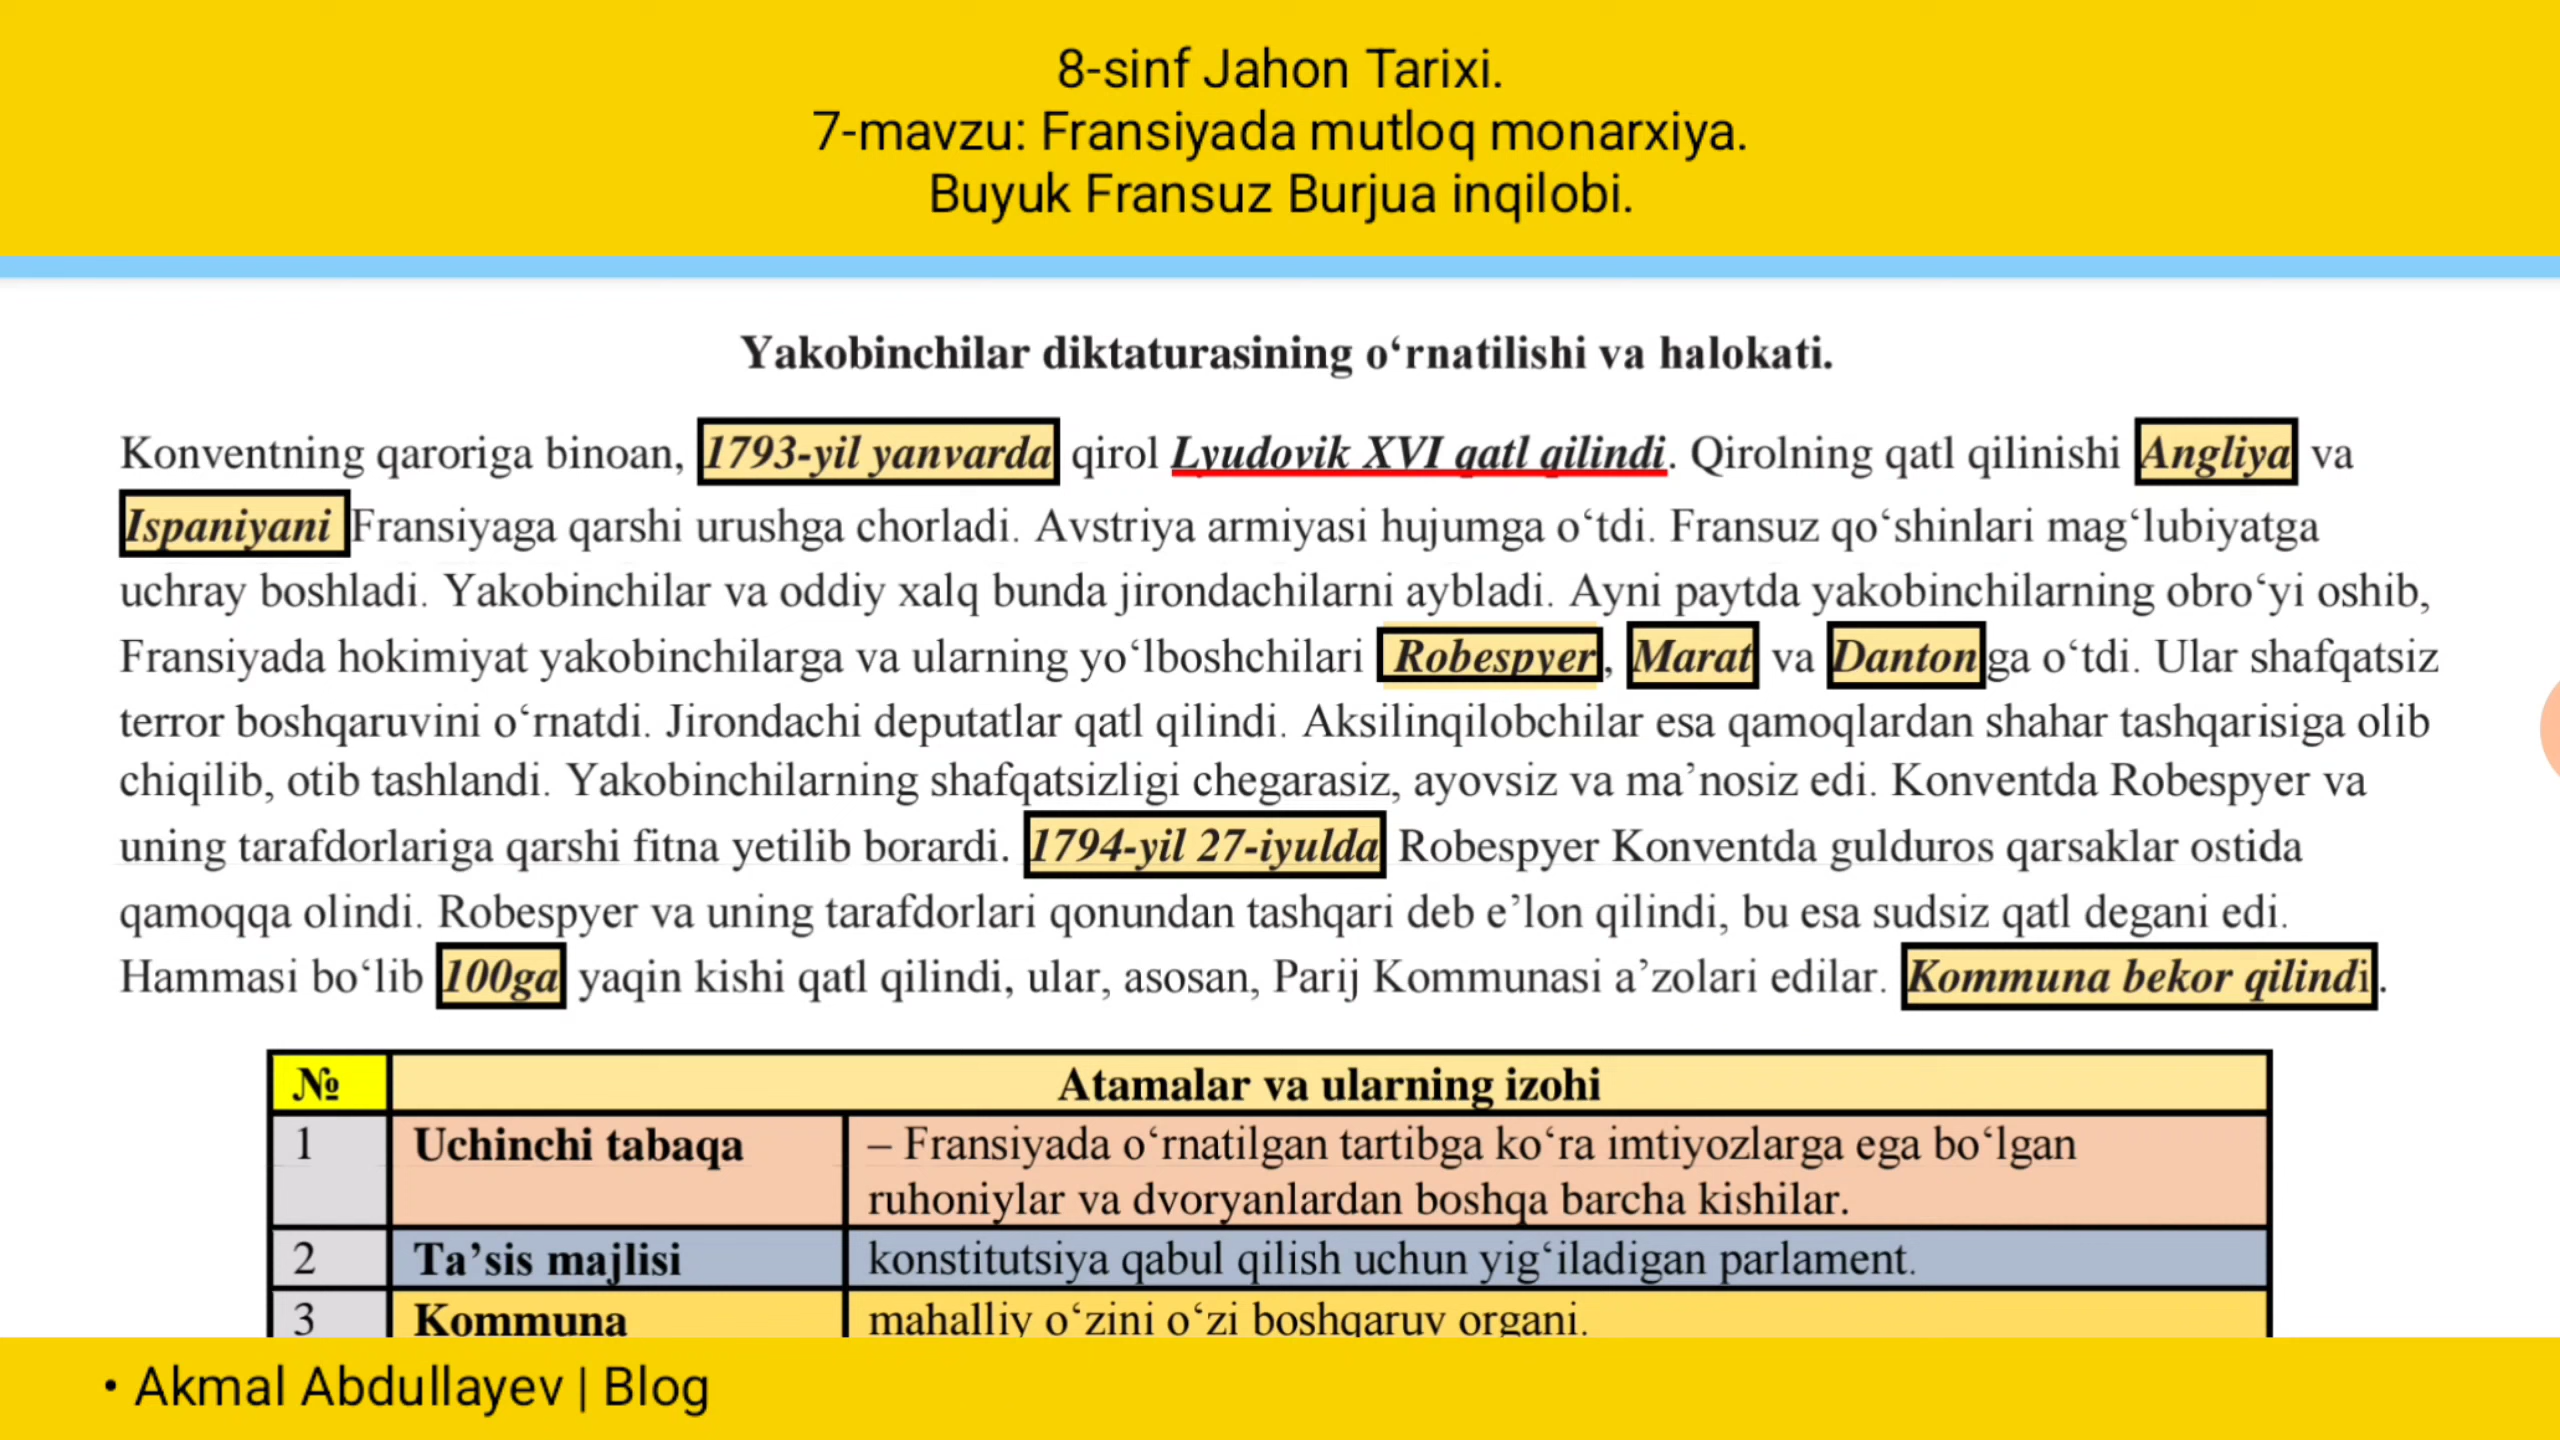 8-sinf Jahon Tarixi.
7-mavzu: Fransiyada mutloq monarxiya.
Buyuk Fransuz Burjua inqilobi.
Yakobinchilar diktaturasining o‘rnatilishi va halokati.
Konventning qaroriga binoan, 1793-yil yanvarda qirol Lyudovik XVI qatl qilindi. Qirolning qatl qilinishi Angliya va
Ispaniyani Fransiyaga qarshi urushga chorladi. Avstriya armiyasi hujumga o‘tdi. Fransuz qo‘shinlari mag‘lubiyatga
uchray boshladi. Yakobinchilar va oddiy xalq bunda jirondachilarni aybladi. Ayni paytda yakobinchilarning obro‘yi oshib,
Fransiyada hokimiyat yakobinchilarga va ularning yo‘lboshchilari Robespyer, Marat va Dantonga o‘tdi. Ular shafqatsiz
terror boshqaruvini o‘rnatdi. Jirondachi deputatlar qatl qilindi. Aksilinqilobchilar esa qamoqlardan shahar tashqarisiga olib
chiqilib, otib tashlandi. Yakobinchilarning shafqatsizligi chegarasiz, ayovsiz va ma’nosiz edi. Konventda Robespyer va
uning tarafdorlariga qarshi fitna yetilib borardi. 1794-yil 27-iyulda Robespyer Konventda gulduros qarsaklar ostida
qamoqqa olindi. Robespyer va uning tarafdorlari qonundan tashqari deb e’lon qilindi, bu esa sudsiz qatl degani edi.
Hammasi bo‘lib 100ga yaqin kishi qatl qilindi, ular, asosan, Parij Kommunasi a’zolari edilar. Kommuna bekor qilindi.
№ Atamalar va ularning izohi
1 Uchinchi tabaqa – Fransiyada o‘rnatilgan tartibga ko‘ra imtiyozlarga ega bo‘lgan
ruhoniylar va dvoryanlardan boshqa barcha kishilar.
2 Ta’sis majlisi konstitutsiya qabul qilish uchun yig‘iladigan parlament.
3 Kommuna mahalliy o‘zini o‘zi boshqaruv organi.
• Akmal Abdullayev | Blog